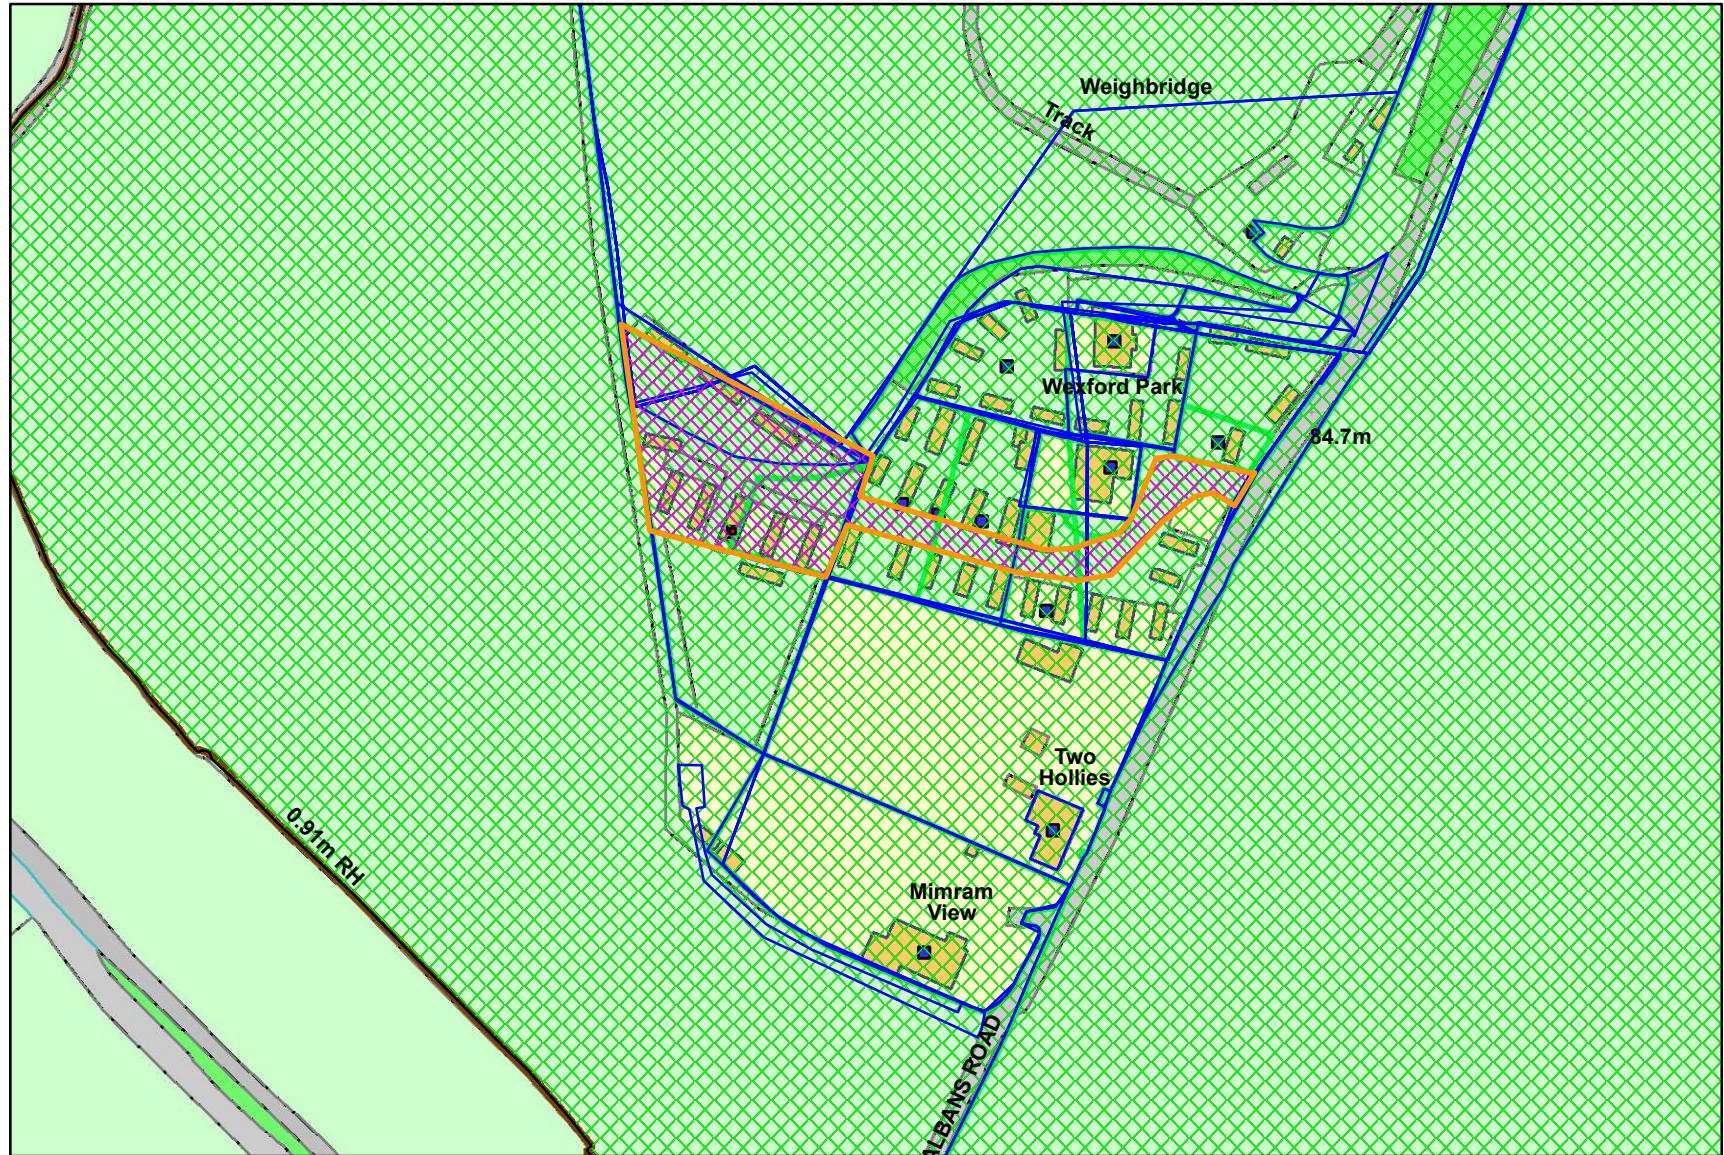 Weighbridge
Track
Wexford Park
84.7m
Two
Hollies
0.91m RH
Mimram
View
ALBANS ROAD